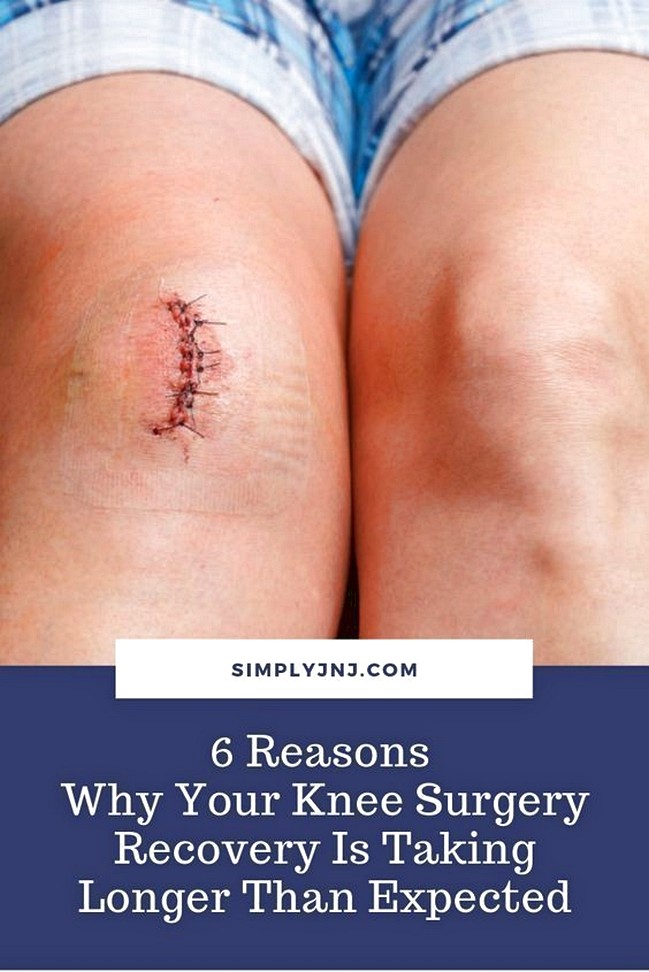 SIMPLYJNJ.COM
6 Reasons
Why Your Knee Surgery
Recovery Is Taking
Longer Than Expected